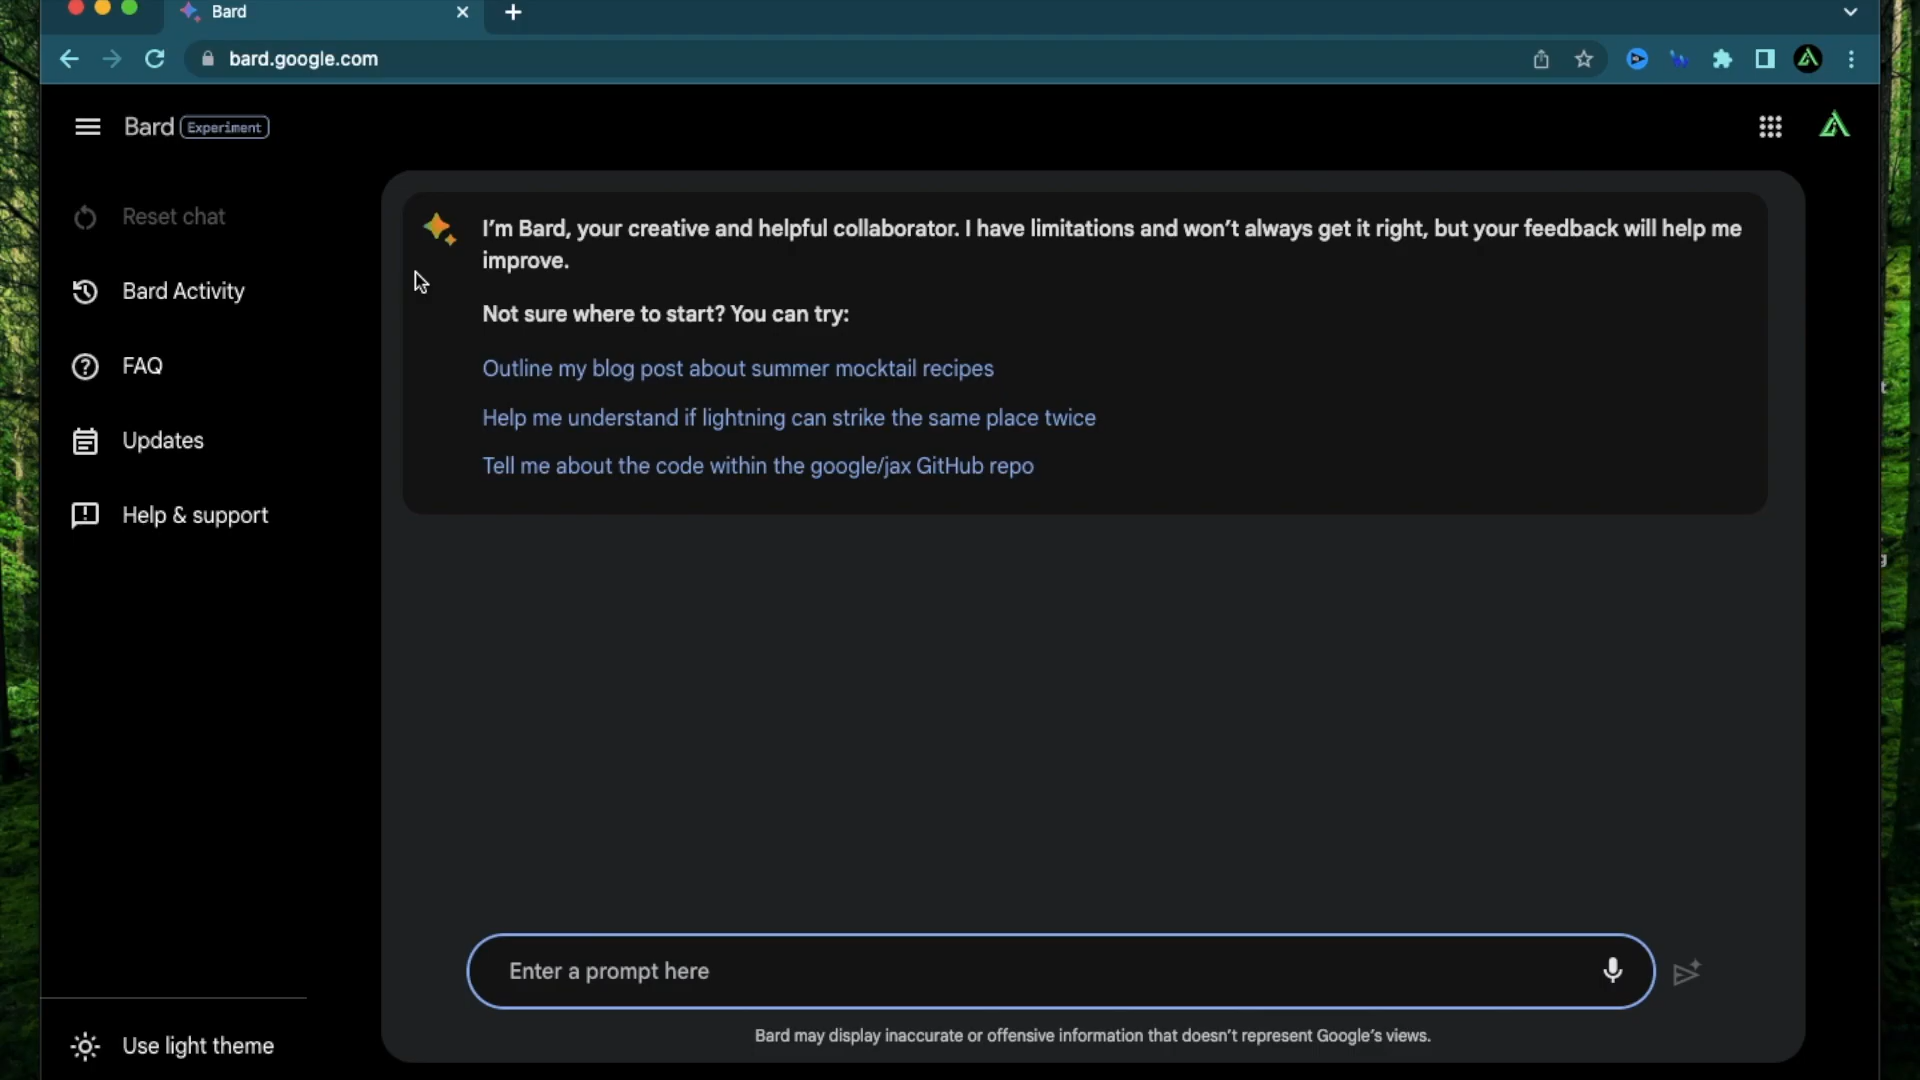 Bard
bard.google.com
Bard Experiment
Reset chat
Bard Activity
FAQ
Updates
Help & support
Use light theme
I'm Bard, your creative and helpful collaborator. I have limitations and won't always get it right, but your feedback will help me
improve.
Not sure where to start? You can try:
Outline my blog post about summer mocktail recipes
Help me understand if lightning can strike the same place twice
Tell me about the code within the google/jax GitHub repo
Enter a prompt here
Bard may display inaccurate or offensive information that doesn't represent Google's views.